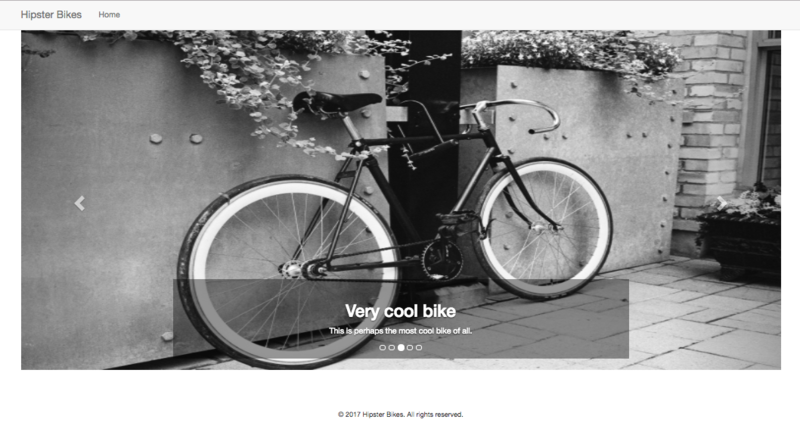 Hipster Bikes Home
Very cool bike
This is perhaps the most cool bike of all.
© 2017 Hipster Bikes. All rights reserved.